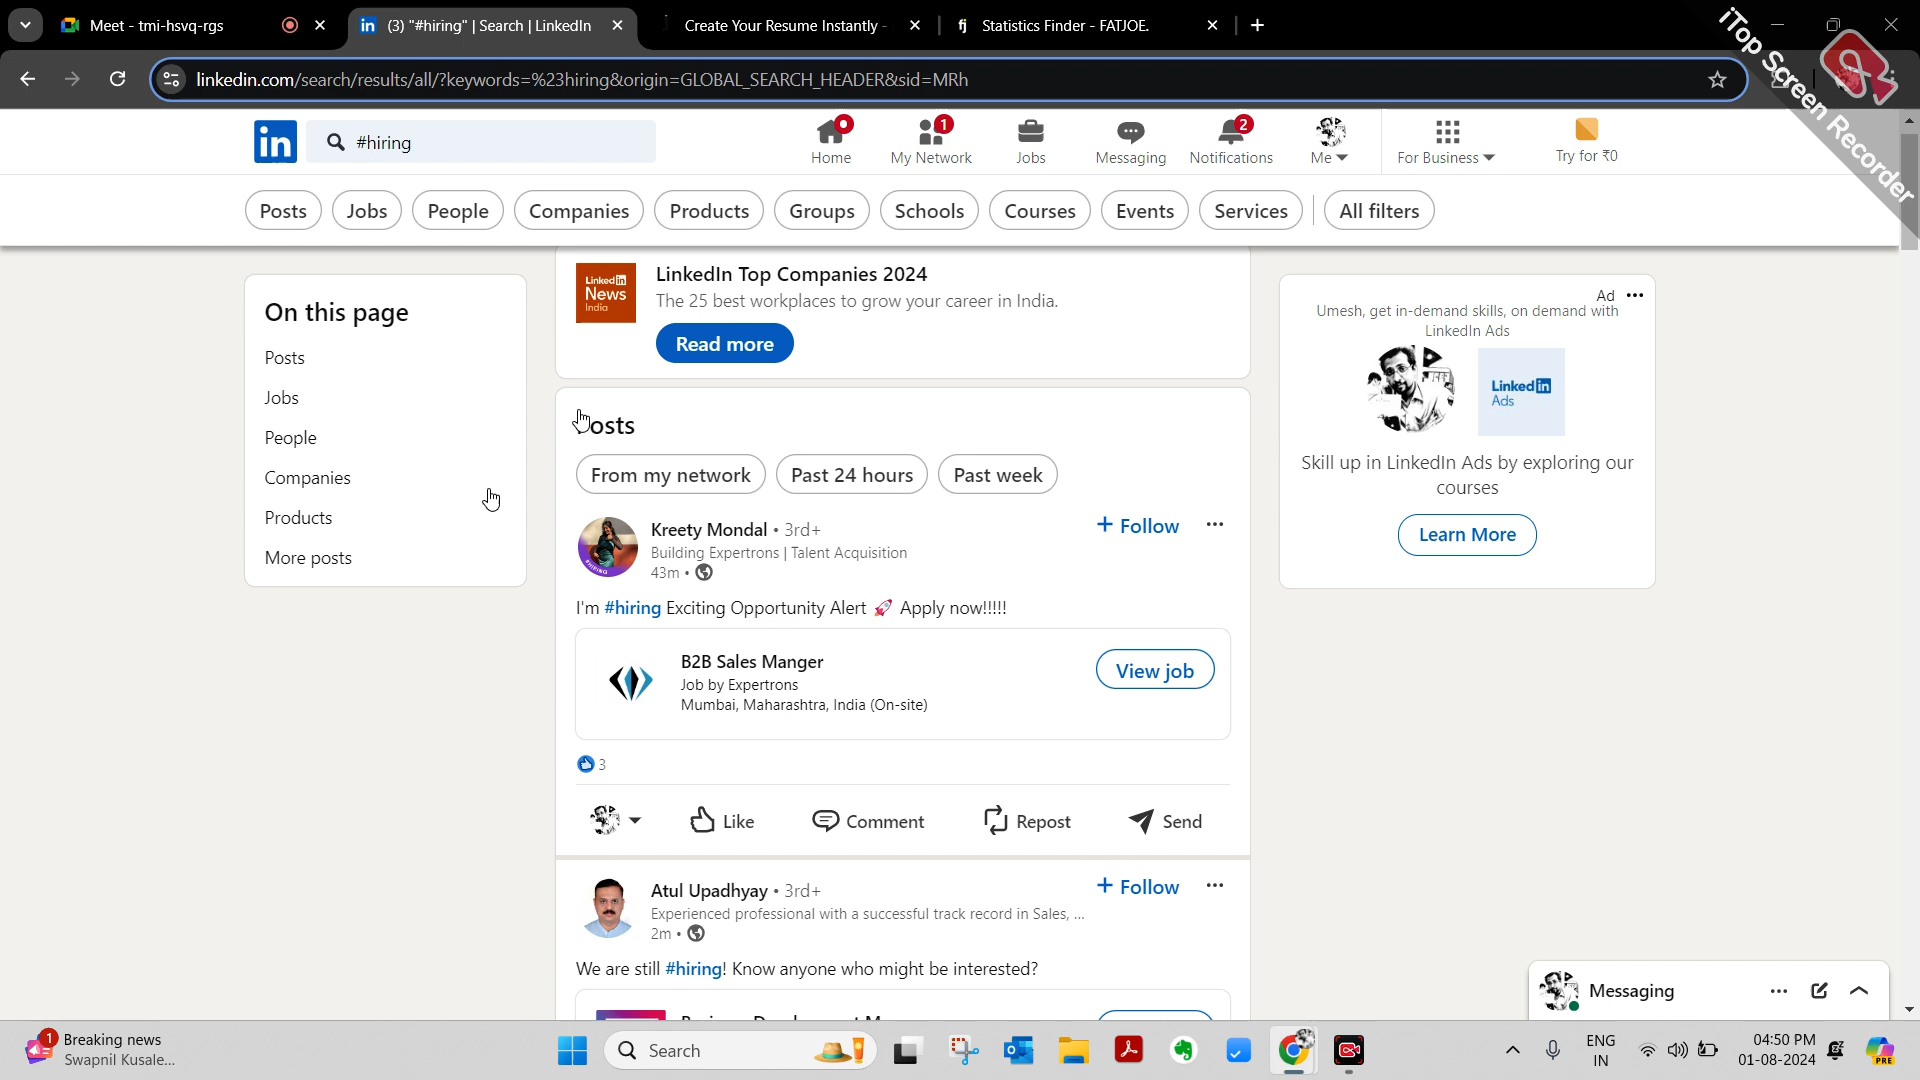 Meet - tmi-hsvq-rgs
(3) "#hiring" | Search | LinkedIn
Create Your Resume Instantly -
fj Statistics Finder - FATJOE.
linkedin.com/search/results/all/?keywords=%23hiring&origin=GLOBAL_SEARCH_HEADER&sid=MRh
iTop Screen Recorder
in
#hiring
Home
1
My Network
Jobs
Messaging
2
Notifications
Me
For Business
Try for ₹0
Posts
Jobs
People
Companies
Products
Groups
Schools
Courses
Events
Services
All filters
On this page
Posts
Jobs
People
Companies
Products
More posts
Linked in
News
India
LinkedIn Top Companies 2024
The 25 best workplaces to grow your career in India.
Read more
Posts
From my network
Past 24 hours
Past week
#HIRING
Kreety Mondal • 3rd+
Building Expertrons | Talent Acquisition
43m •
+ Follow
I'm #hiring Exciting Opportunity Alert 🚀 Apply now!!!!!
B2B Sales Manger
Job by Expertrons
Mumbai, Maharashtra, India (On-site)
View job
3
Like
Comment
Repost
Send
Atul Upadhyay • 3rd+
Experienced professional with a successful track record in Sales, ...
2m •
+ Follow
We are still #hiring! Know anyone who might be interested?
Ad
Umesh, get in-demand skills, on demand with
LinkedIn Ads
Linked in
Ads
Skill up in LinkedIn Ads by exploring our
courses
Learn More
Messaging
1
Breaking news
Swapnil Kusale...
Search
ENG
IN
04:50 PM
01-08-2024
PRE